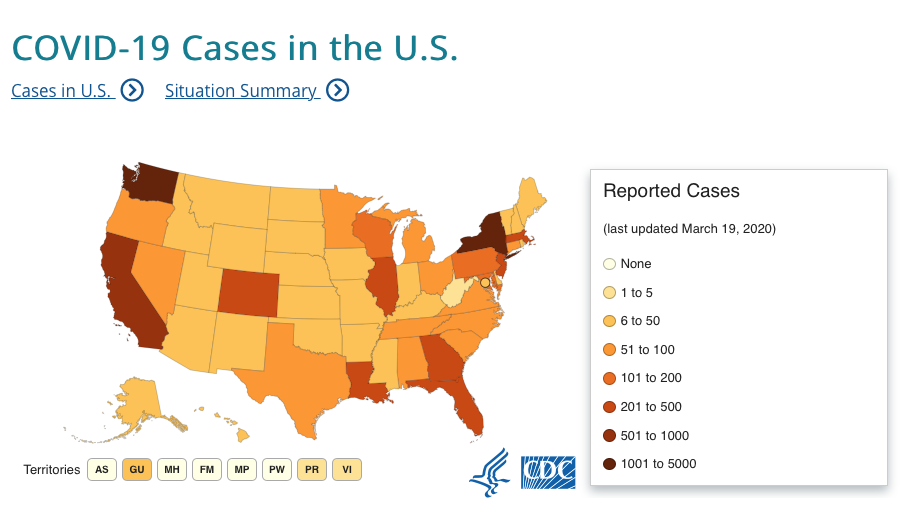 COVID-19 Cases in the U.S.
Cases in U.S. Situation Summary
Reported Cases
(last updated March 19, 2020)
None
1 to 5
6 to 50
51 to 100
101 to 200
201 to 500
501 to 1000
1001 to 5000
Territories AS GU MH FM MP PW PR VI
CDC